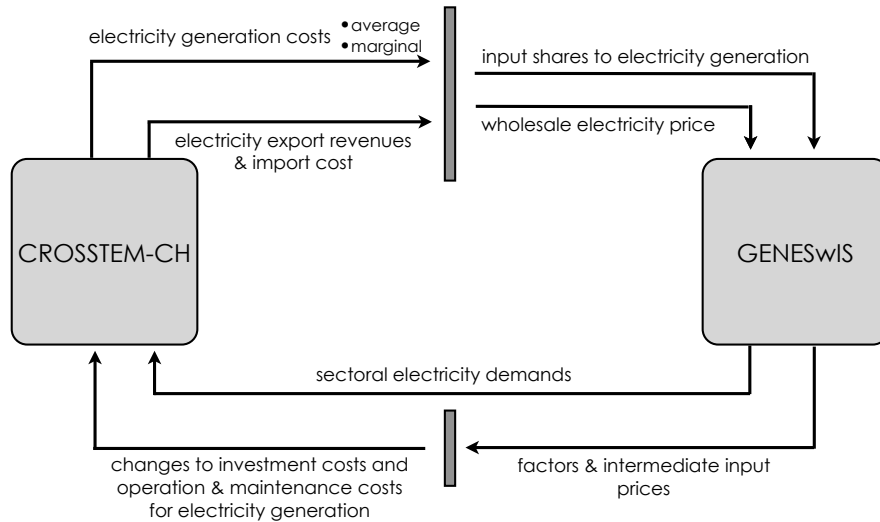 electricity generation costs
• average
• marginal
input shares to electricity generation
electricity export revenues
& import cost
wholesale electricity price
CROSSTEM-CH
GENESwIS
sectoral electricity demands
changes to investment costs and
operation & maintenance costs
for electricity generation
factors & intermediate input
prices